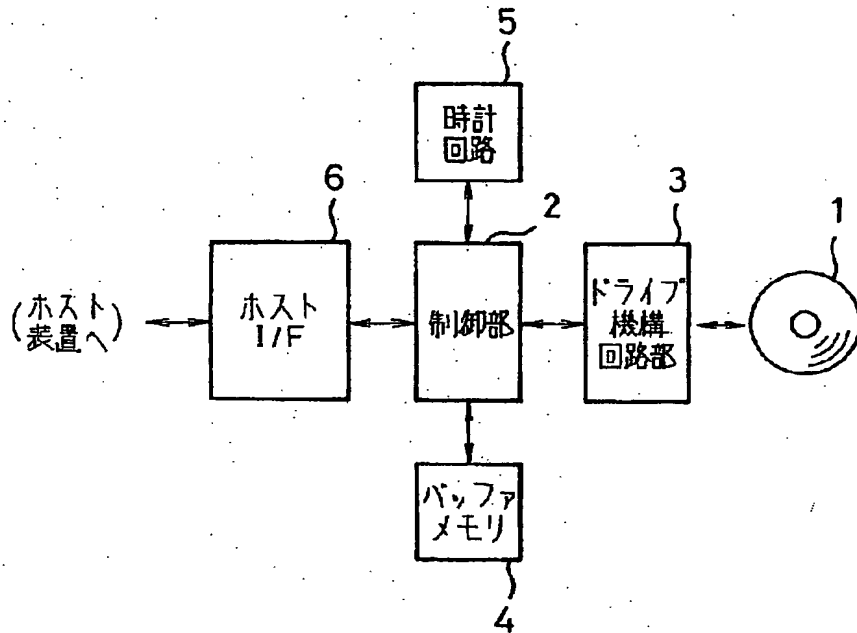 5
時計
回路
6
2
3
1
(ホスト
装置へ)
ホスト
I/F
制御部
ドライブ
機構
回路部
バッファ
メモリ
4